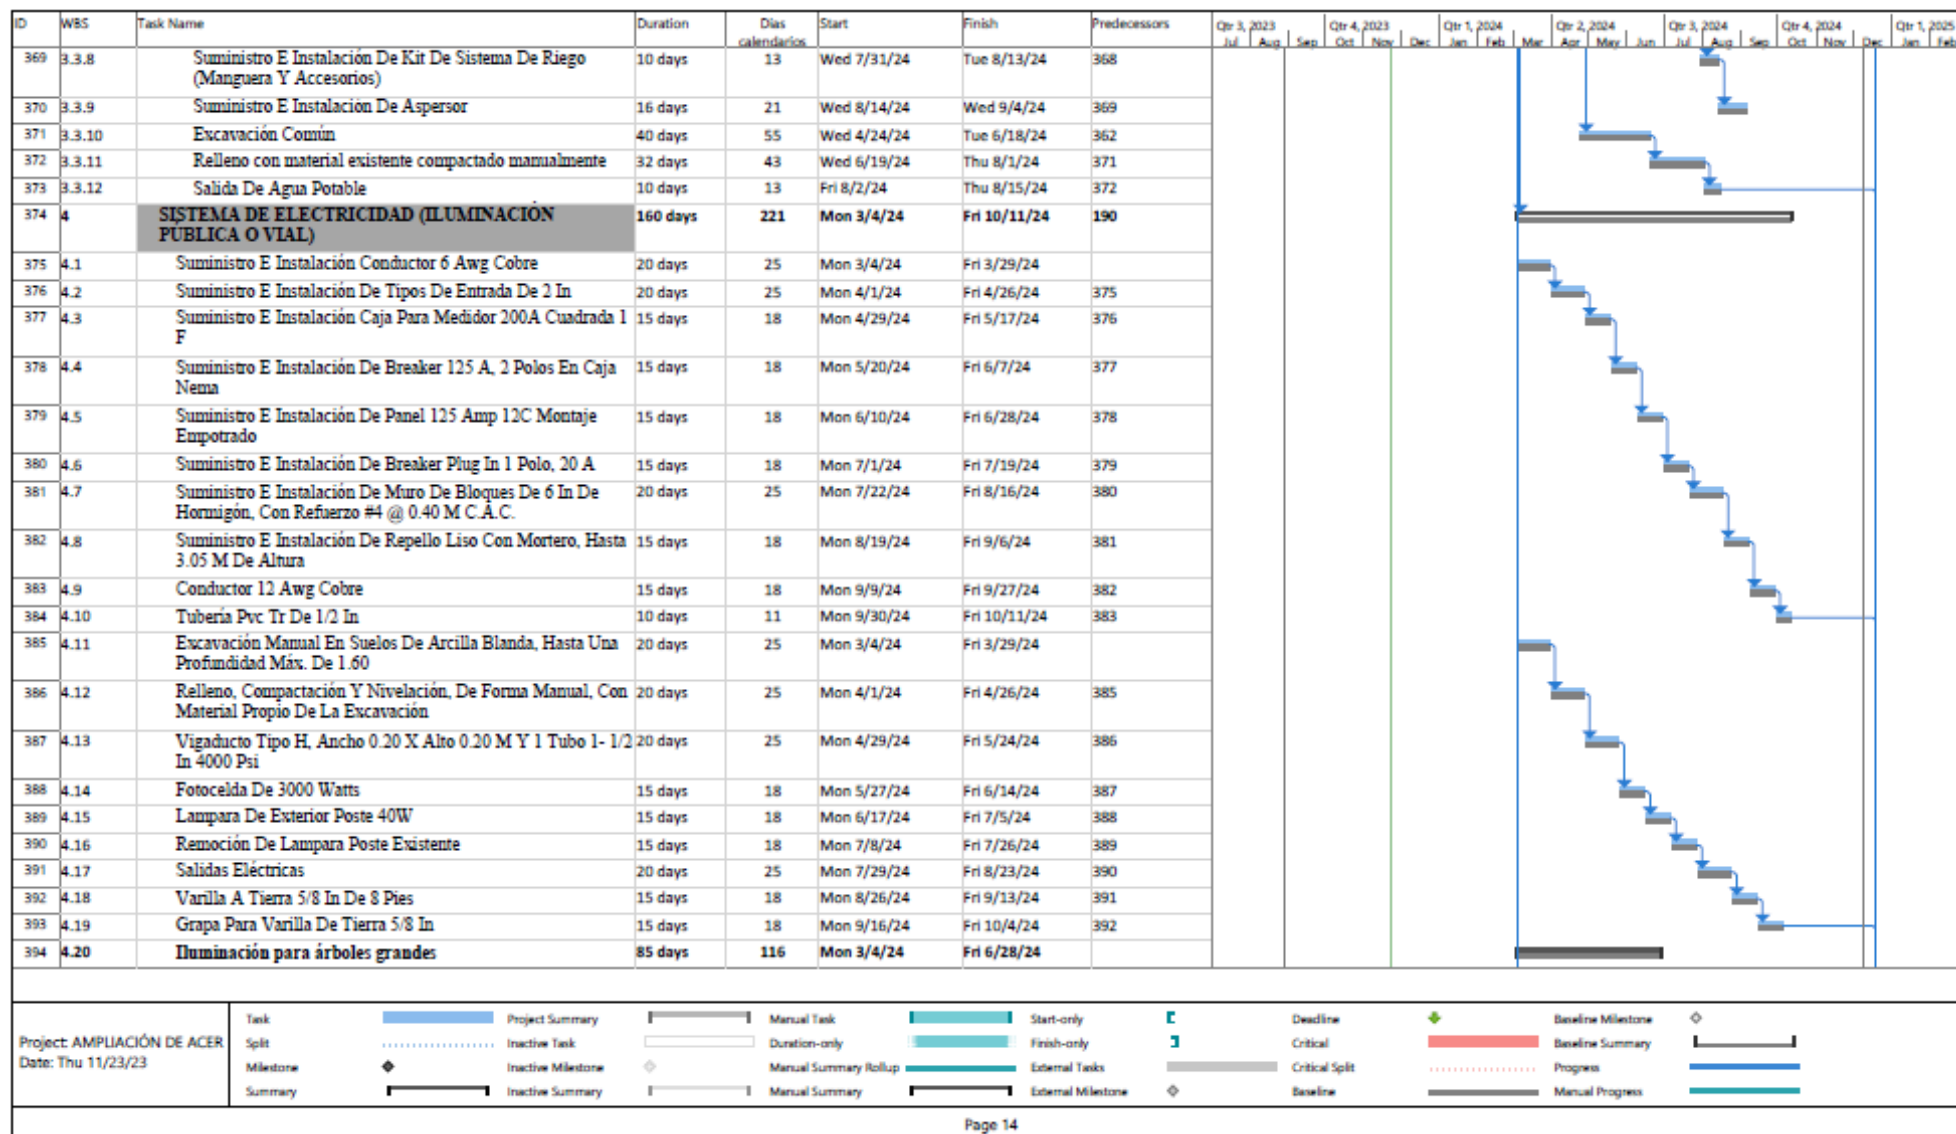 ID WBS Task Name Duration Dias calendarios Start Finish Predecessors
Qtr 3, 2023 Qtr 4, 2023 Qtr 1, 2024 Qtr 2, 2024 Qtr 3, 2024 Qtr 4, 2024 Qtr 1, 2025
Jul Aug Sep Oct Nov Dec Jan Feb Mar Apr May Jun Jul Aug Sep Oct Nov Dec Jan Feb
369 3.3.8 Suministro E Instalación De Kit De Sistema De Riego 10 days 13 Wed 7/31/24 Tue 8/13/24 368
(Manguera Y Accesorios)
370 3.3.9 Suministro E Instalación De Aspersor 16 days 21 Wed 8/14/24 Wed 9/4/24 369
371 3.3.10 Excavación Común 40 days 55 Wed 4/24/24 Tue 6/18/24 362
372 3.3.11 Relleno con material existente compactado manualmente 32 days 43 Wed 6/19/24 Thu 8/1/24 371
373 3.3.12 Salida De Agua Potable 10 days 13 Fri 8/2/24 Thu 8/15/24 372
374 4 SISTEMA DE ELECTRICIDAD (ILUMINACIÓN 160 days 221 Mon 3/4/24 Fri 10/11/24 190
PÚBLICA O VIAL)
375 4.1 Suministro E Instalación Conductor 6 Awg Cobre 20 days 25 Mon 3/4/24 Fri 3/29/24
376 4.2 Suministro E Instalación De Tipos De Entrada De 2 In 20 days 25 Mon 4/1/24 Fri 4/26/24 375
377 4.3 Suministro E Instalación Caja Para Medidor 200A Cuadrada 1 15 days 18 Mon 4/29/24 Fri 5/17/24 376
F
378 4.4 Suministro E Instalación De Breaker 125 A, 2 Polos En Caja 15 days 18 Mon 5/20/24 Fri 6/7/24 377
Nema
379 4.5 Suministro E Instalación De Panel 125 Amp 12C Montaje 15 days 18 Mon 6/10/24 Fri 6/28/24 378
Empotrado
380 4.6 Suministro E Instalación De Breaker Plug In 1 Polo, 20 A 15 days 18 Mon 7/1/24 Fri 7/19/24 379
381 4.7 Suministro E Instalación De Muro De Bloques De 6 In De 20 days 25 Mon 7/22/24 Fri 8/16/24 380
Hormigón, Con Refuerzo #4 @ 0.40 M C.A.C.
382 4.8 Suministro E Instalación De Repello Liso Con Mortero, Hasta 15 days 18 Mon 8/19/24 Fri 9/6/24 381
3.05 M De Altura
383 4.9 Conductor 12 Awg Cobre 15 days 18 Mon 9/9/24 Fri 9/27/24 382
384 4.10 Tubería Pvc Tr De 1/2 In 10 days 11 Mon 9/30/24 Fri 10/11/24 383
385 4.11 Excavación Manual En Suelos De Arcilla Blanda, Hasta Una 20 days 25 Mon 3/4/24 Fri 3/29/24
Profundidad Máx. De 1.60
386 4.12 Relleno, Compactación Y Nivelación, De Forma Manual, Con 20 days 25 Mon 4/1/24 Fri 4/26/24 385
Material Propio De La Excavación
387 4.13 Vigaducto Tipo H, Ancho 0.20 X Alto 0.20 M Y 1 Tubo 1- 1/2 20 days 25 Mon 4/29/24 Fri 5/24/24 386
In 4000 Psi
388 4.14 Fotocelda De 3000 Watts 15 days 18 Mon 5/27/24 Fri 6/14/24 387
389 4.15 Lampara De Exterior Poste 40W 15 days 18 Mon 6/17/24 Fri 7/5/24 388
390 4.16 Remoción De Lampara Poste Existente 15 days 18 Mon 7/8/24 Fri 7/26/24 389
391 4.17 Salidas Eléctricas 20 days 25 Mon 7/29/24 Fri 8/23/24 390
392 4.18 Varilla A Tierra 5/8 In De 8 Pies 15 days 18 Mon 8/26/24 Fri 9/13/24 391
393 4.19 Grapa Para Varilla De Tierra 5/8 In 15 days 18 Mon 9/16/24 Fri 10/4/24 392
394 4.20 Iluminación para árboles grandes 85 days 116 Mon 3/4/24 Fri 6/28/24
Project: AMPLIACIÓN DE ACER
Date: Thu 11/23/23
Task Project Summary Manual Task Start-only Deadline Baseline Milestone
Split Inactive Task Duration-only Finish-only Critical Baseline Summary
Milestone Inactive Milestone Manual Summary Rollup External Tasks Critical Split Progress
Summary Inactive Summary Manual Summary External Milestone Baseline Manual Progress
Page 14